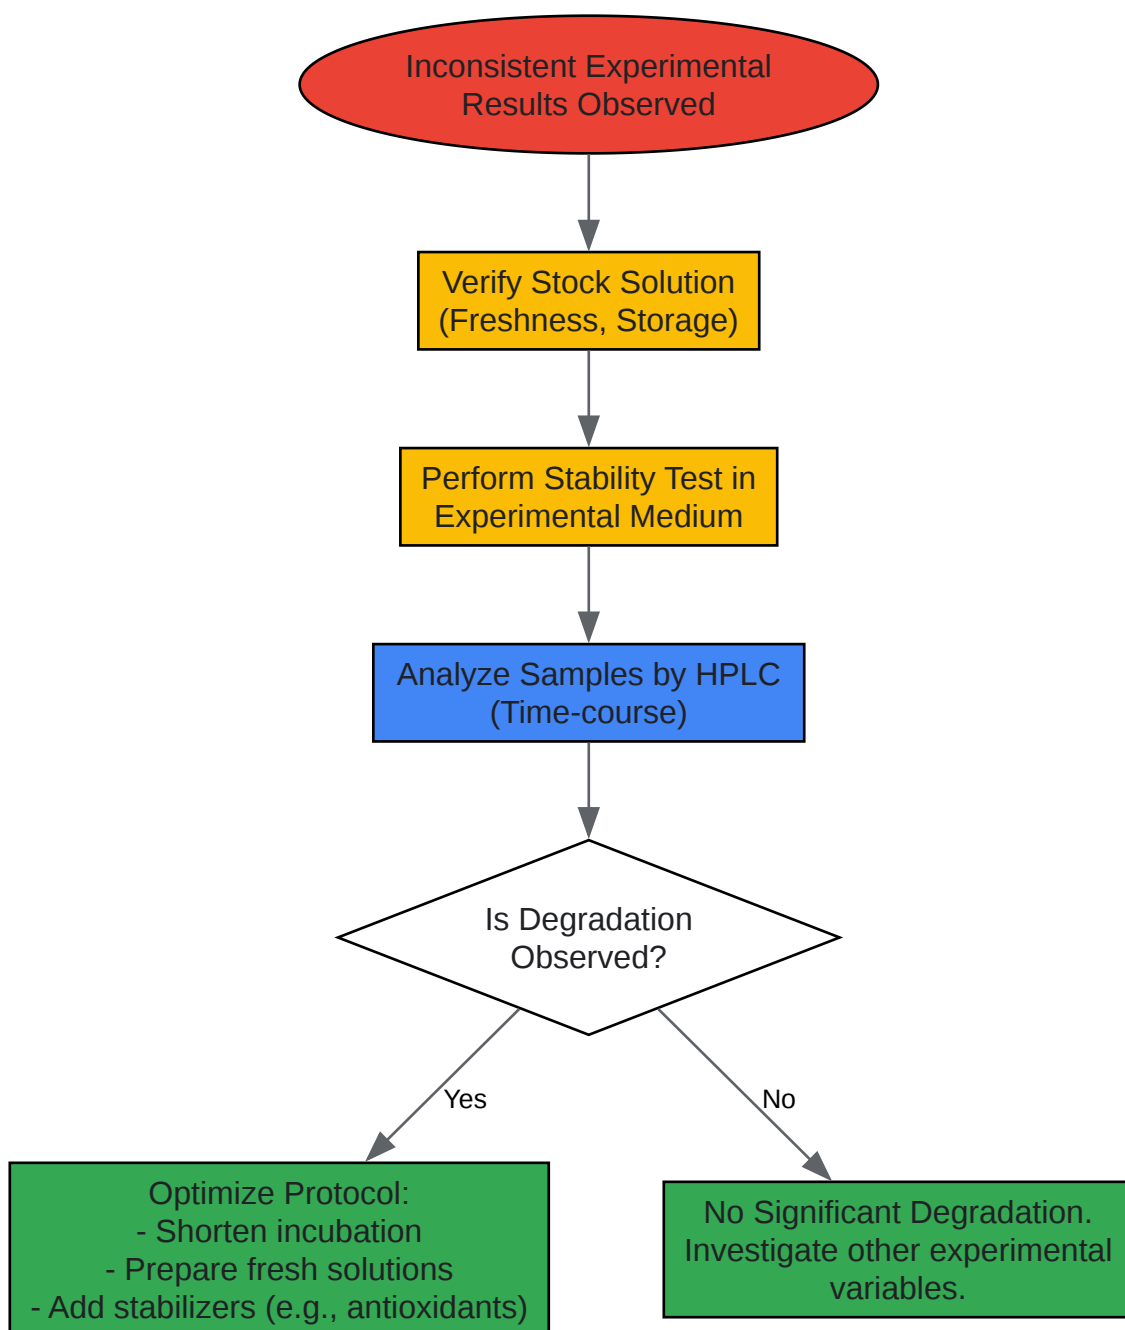 Inconsistent Experimental
Results Observed
Verify Stock Solution
(Freshness, Storage)
Perform Stability Test in
Experimental Medium
Analyze Samples by HPLC
(Time-course)
Is Degradation
Observed?
Yes
No
Optimize Protocol:
- Shorten incubation
- Prepare fresh solutions
- Add stabilizers (e.g., antioxidants)
No Significant Degradation.
Investigate other experimental
variables.